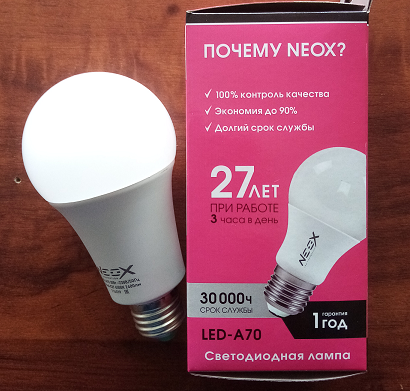 ПОЧЕМУ NEOX?
✓ 100% контроль качества
✓ Экономия до 90%
✓ Долгий срок службы
27 ЛЕТ
ПРИ РАБОТЕ
3 часа в день
NEOX
NEOX
30 000 ч
СРОК СЛУЖБЫ
гарантия
1 год
LED-A70
Светодиодная лампа